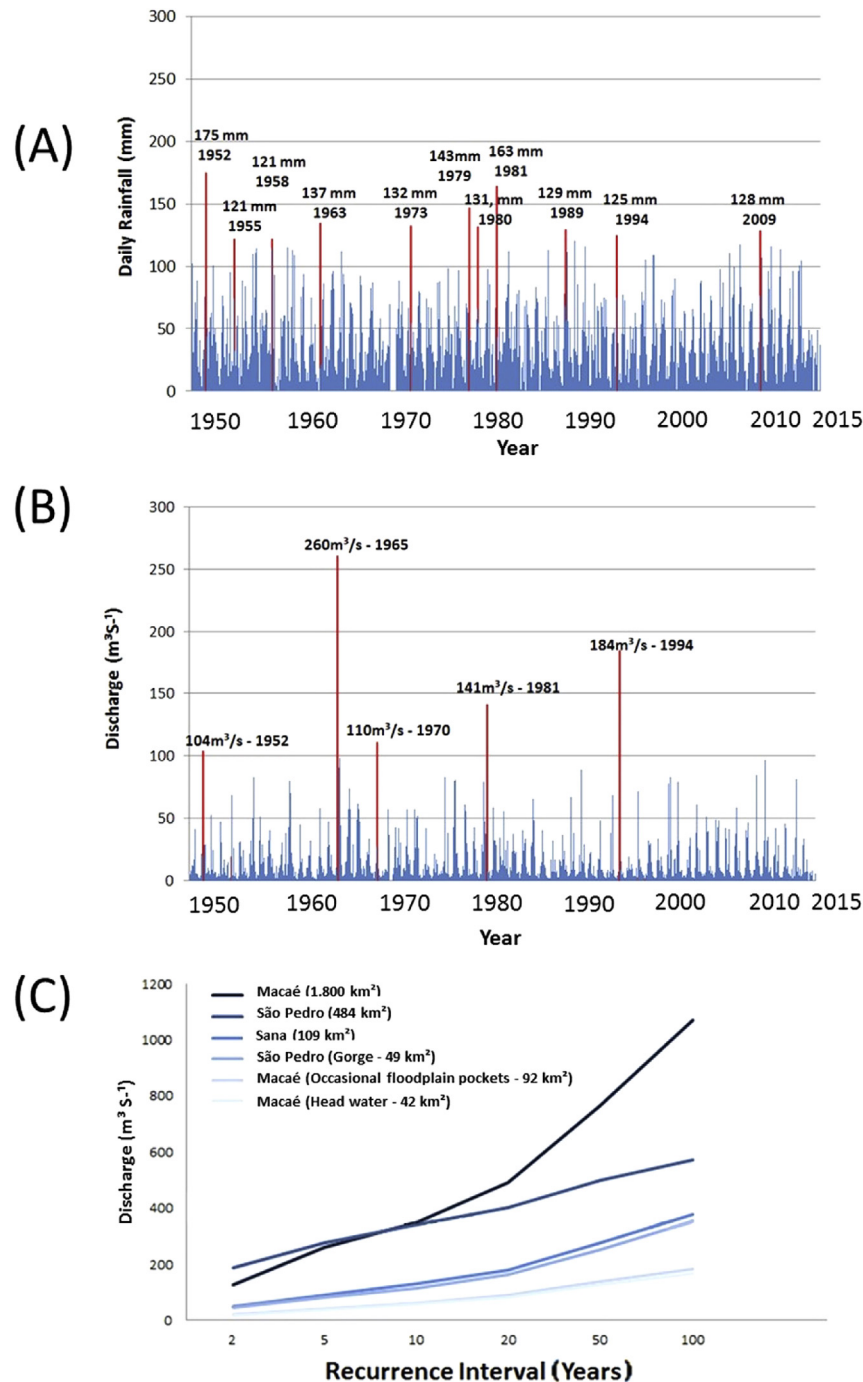 (A)
Daily Rainfall (mm)
300
250
200
150
100
50
0
175 mm
1952
121 mm
1955
121 mm
1958
137 mm
1963
132 mm
1973
143mm
1979
131, mm
1980
163 mm
1981
129 mm
1989
125 mm
1994
128 mm
2009
1950 1960 1970 1980 1990 2000 2010 2015
Year
(B)
Discharge (m³S-¹)
300
250
200
150
100
50
0
104m³/s - 1952
260m³/s - 1965
110m³/s - 1970
141m³/s - 1981
184m³/s - 1994
1950 1960 1970 1980 1990 2000 2010 2015
Year
(C)
Discharge (m³ S-¹)
1200
1000
800
600
400
200
0
Macaé (1.800 km²)
São Pedro (484 km²)
Sana (109 km²)
São Pedro (Gorge - 49 km²)
Macaé (Occasional floodplain pockets - 92 km²)
Macaé (Head water - 42 km²)
2 5 10 20 50 100
Recurrence Interval (Years)